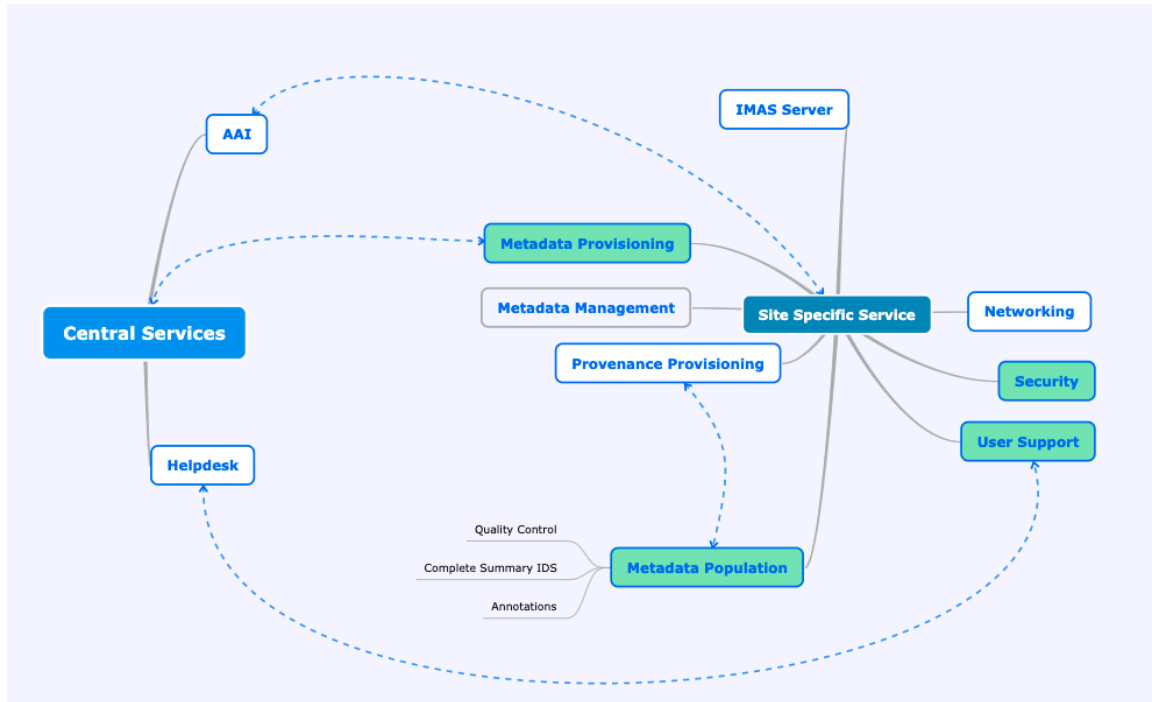 IMAS Server
AAI
Metadata Provisioning
Metadata Management
Central Services
Site Specific Service
Networking
Provenance Provisioning
Security
User Support
Helpdesk
Quality Control
Complete Summary IDS
Metadata Population
Annotations